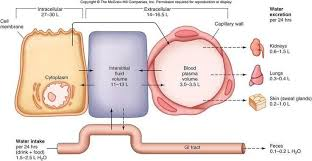 Copyright © The McGraw-Hill Companies, Inc. Permission required for reproduction or display.
Intracellular
27–30 L
Extracellular
14–16.5 L
Water
excretion
per 24 hrs
Cell
membrane
Capillary wall
Cytoplasm
Interstitial
fluid
volume
11–13 L
Blood
plasma
volume
3.0–3.5 L
Kidneys
0.6–1.5 L
Lungs
0.3–0.4 L
Skin (sweat glands)
0.2–1.0 L
Water intake
per 24 hrs
(drink + food)
1.5–2.5 L H₂O
GI tract
Feces
0.1–0.2 L H₂O